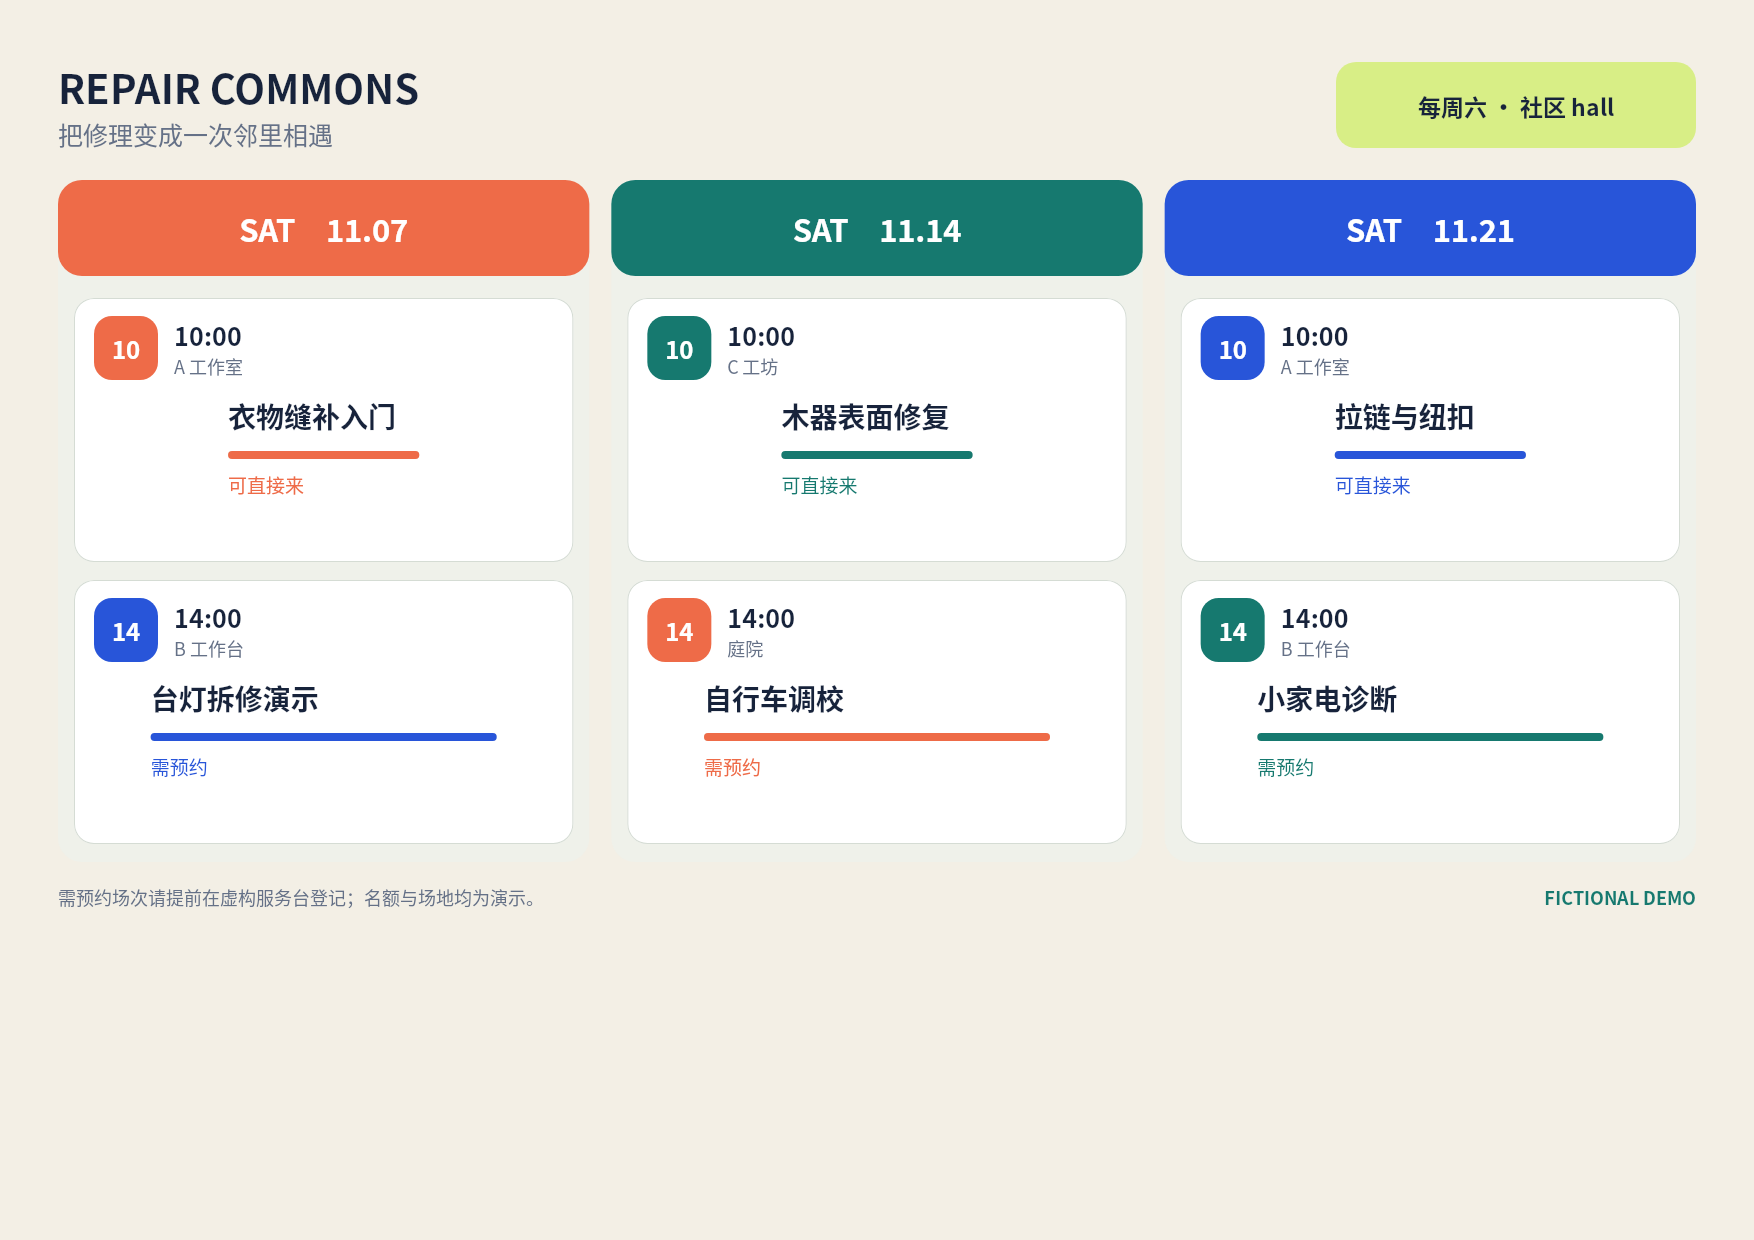 REPAIR COMMONS
把修理变成一次邻里相遇
每周六 · 社区 hall
SAT 11.07
10
10:00
A 工作室
衣物缝补入门
可直接来
14
14:00
B 工作台
台灯拆修演示
需预约
SAT 11.14
10
10:00
C 工坊
木器表面修复
可直接来
14
14:00
庭院
自行车调校
需预约
SAT 11.21
10
10:00
A 工作室
拉链与纽扣
可直接来
14
14:00
B 工作台
小家电诊断
需预约
需预约场次请提前在虚构服务台登记；名额与场地均为演示。
FICTIONAL DEMO